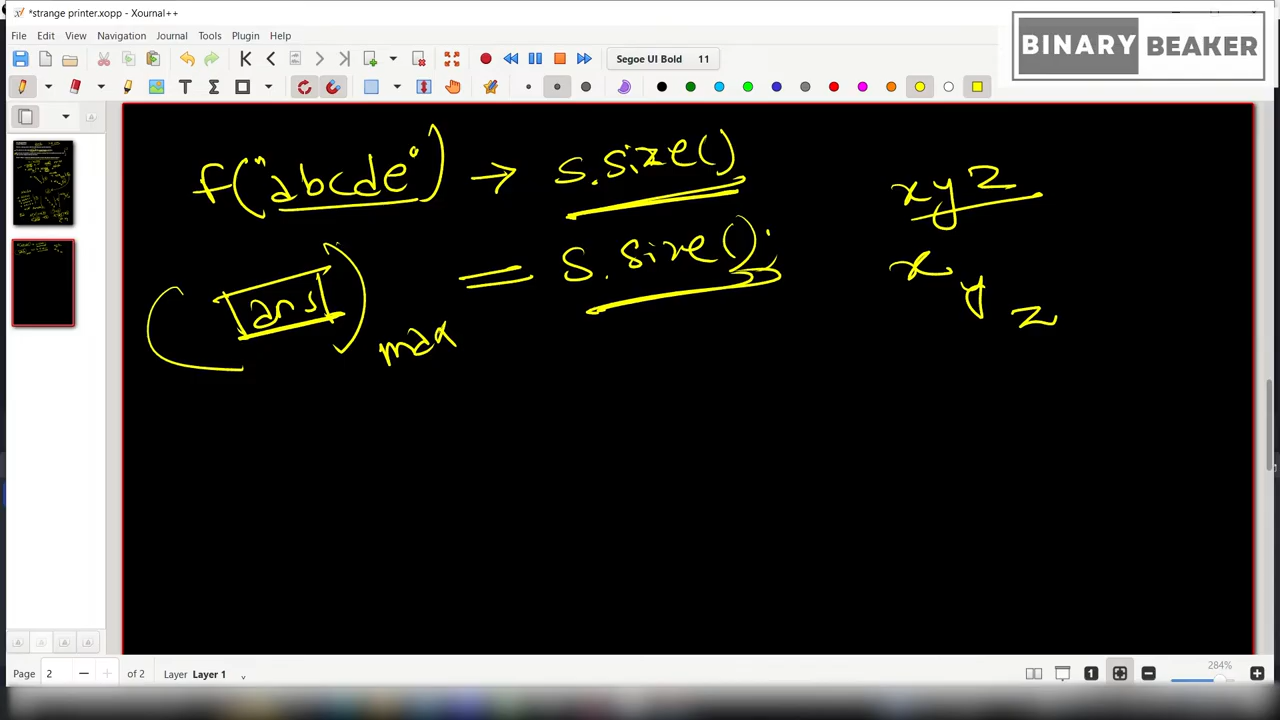 *strange printer.xopp - Xournal++
BINARY BEAKER
File Edit View Navigation Journal Tools Plugin Help
Segoe UI Bold 11
f("abcde") → s.size()
xyz
ans
max
= s.size();
x
y
z
Page 2 of 2 Layer Layer 1
284%